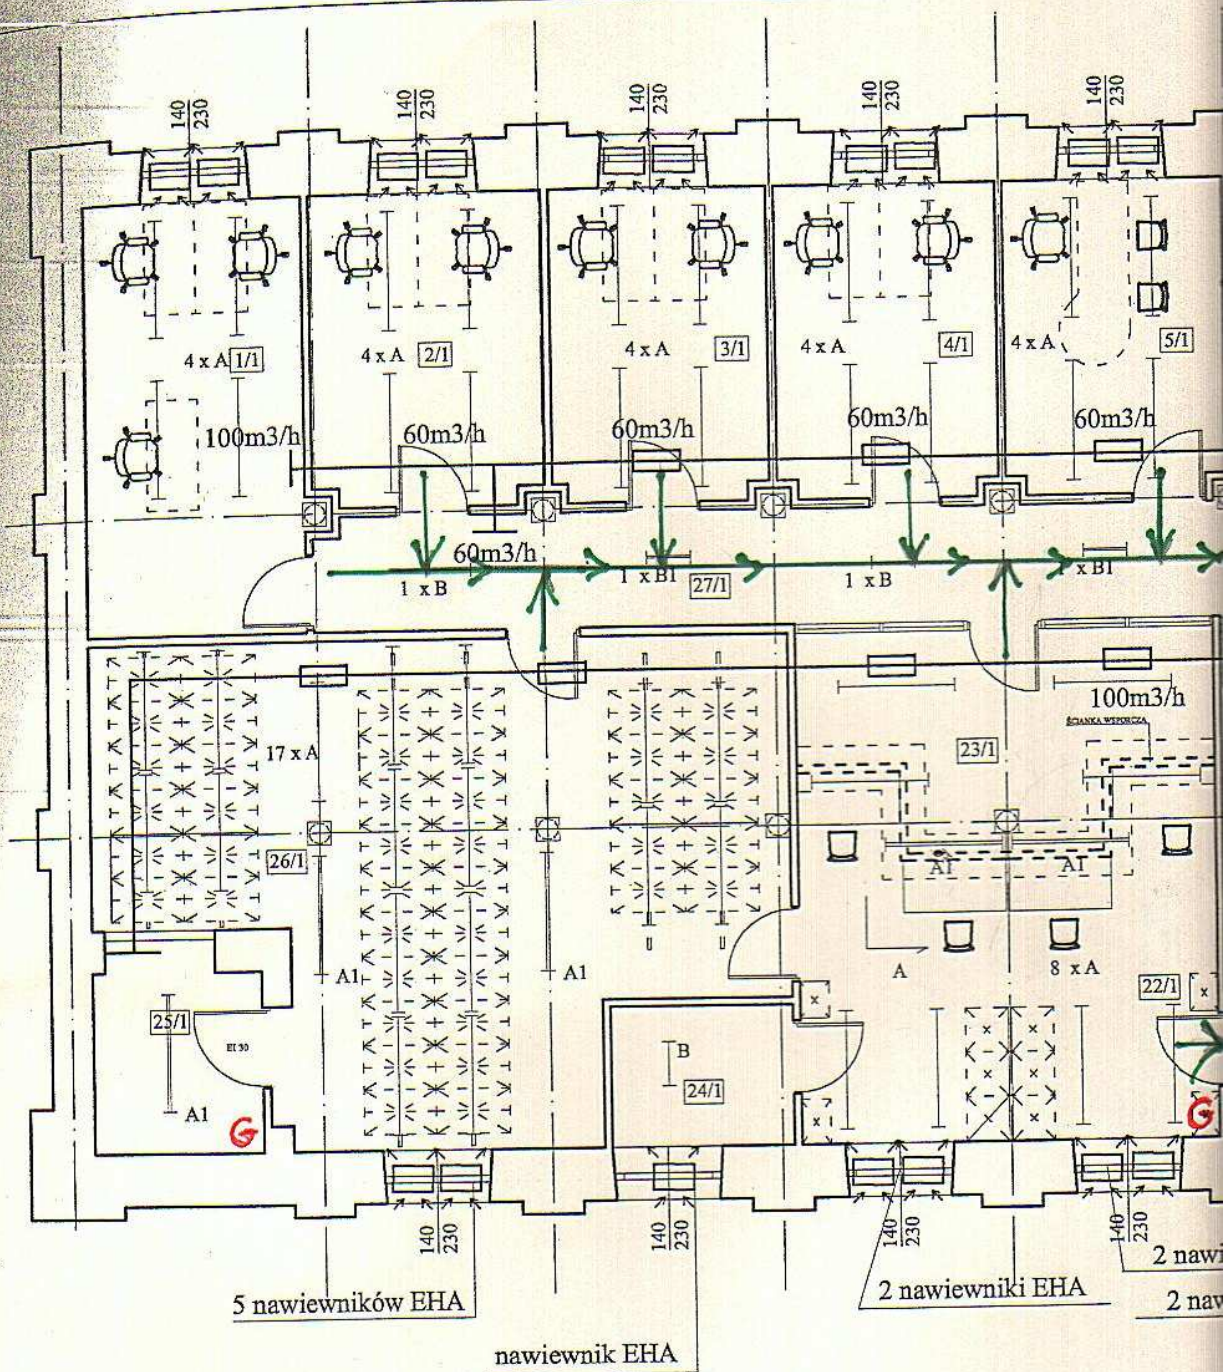 140
230
140
230
140
230
140
230
140
230
4 x A 1/1
4 x A 2/1
4 x A 3/1
4 x A 4/1
4 x A 5/1
100m3/h
60m3/h
60m3/h
60m3/h
60m3/h
60m3/h
1 x B
1 x B1
27/1
1 x B
x B1
100m3/h
ŚCIANKA WSPORCZA
17 x A
23/1
26/1
A1
A1
A1
A1
A
8 x A
22/1
x
25/1
EI 30
B
24/1
A1
G
x
x
G
140
230
140
230
140
230
140
230
2 nawi
5 nawiewników EHA
2 nawiewniki EHA
2 naw
nawiewnik EHA